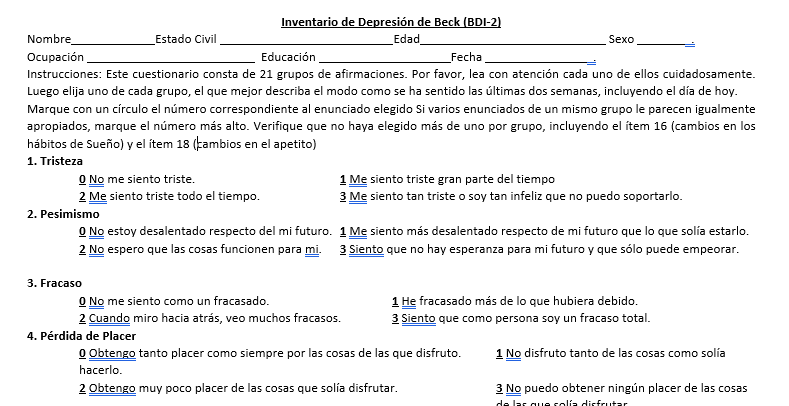 Inventario de Depresión de Beck (BDI-2)
Nombre_____________Estado Civil ___________________________Edad_____________________________ Sexo ________.
Ocupación __________________________ Educación ____________________Fecha ________________.
Instrucciones: Este cuestionario consta de 21 grupos de afirmaciones. Por favor, lea con atención cada uno de ellos cuidadosamente.
Luego elija uno de cada grupo, el que mejor describa el modo como se ha sentido las últimas dos semanas, incluyendo el día de hoy.
Marque con un círculo el número correspondiente al enunciado elegido Si varios enunciados de un mismo grupo le parecen igualmente
apropiados, marque el número más alto. Verifique que no haya elegido más de uno por grupo, incluyendo el ítem 16 (cambios en los
hábitos de Sueño) y el ítem 18 (cambios en el apetito)
1. Tristeza
0 No me siento triste. 1 Me siento triste gran parte del tiempo
2 Me siento triste todo el tiempo. 3 Me siento tan triste o soy tan infeliz que no puedo soportarlo.
2. Pesimismo
0 No estoy desalentado respecto del mi futuro. 1 Me siento más desalentado respecto de mi futuro que lo que solía estarlo.
2 No espero que las cosas funcionen para mi. 3 Siento que no hay esperanza para mi futuro y que sólo puede empeorar.
3. Fracaso
0 No me siento como un fracasado. 1 He fracasado más de lo que hubiera debido.
2 Cuando miro hacia atrás, veo muchos fracasos. 3 Siento que como persona soy un fracaso total.
4. Pérdida de Placer
0 Obtengo tanto placer como siempre por las cosas de las que disfruto. 1 No disfruto tanto de las cosas como solía
hacerlo.
2 Obtengo muy poco placer de las cosas que solía disfrutar. 3 No puedo obtener ningún placer de las cosas
de las que solía disfrutar.